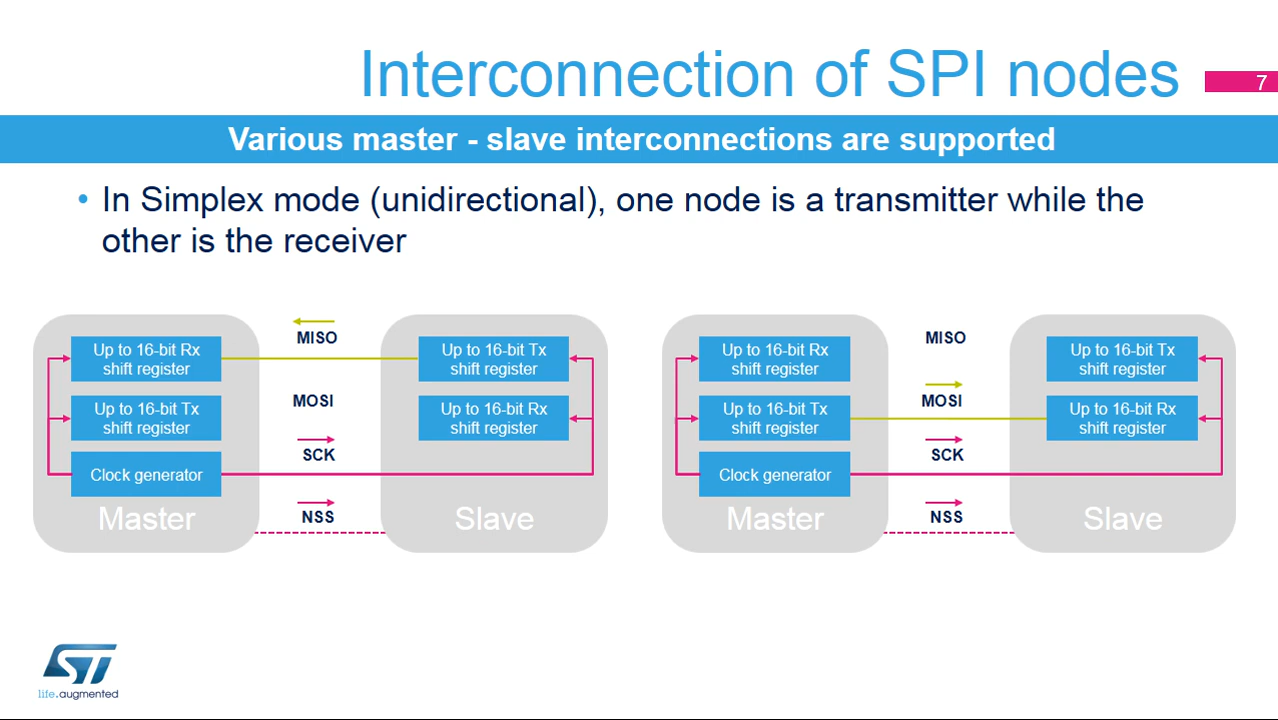 Interconnection of SPI nodes
7
Various master - slave interconnections are supported
• In Simplex mode (unidirectional), one node is a transmitter while the
other is the receiver
Up to 16-bit Rx
shift register
Up to 16-bit Tx
shift register
Clock generator
Master
MISO
MOSI
SCK
NSS
Up to 16-bit Tx
shift register
Up to 16-bit Rx
shift register
Slave
Up to 16-bit Rx
shift register
Up to 16-bit Tx
shift register
Clock generator
Master
MISO
MOSI
SCK
NSS
Up to 16-bit Tx
shift register
Up to 16-bit Rx
shift register
Slave
ST
life.augmented